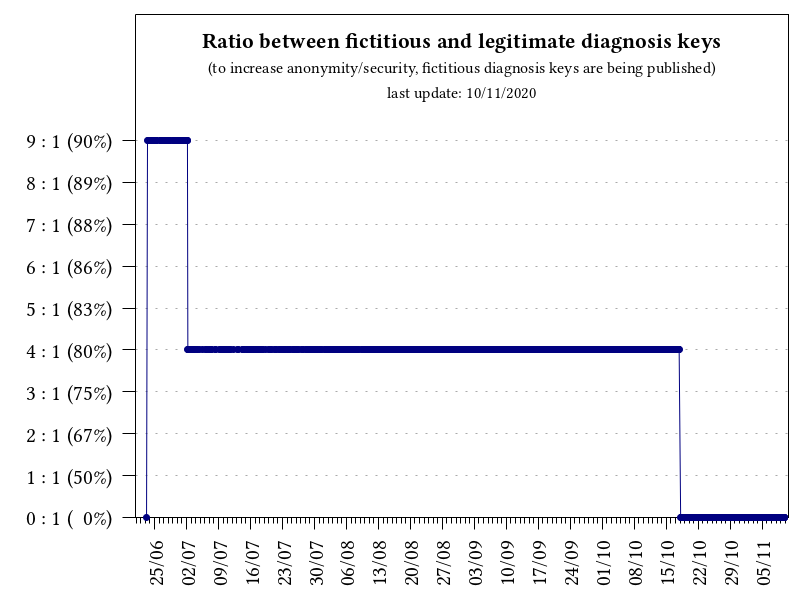 Ratio between fictitious and legitimate diagnosis keys
(to increase anonymity/security, fictitious diagnosis keys are being published)
last update: 10/11/2020
9 : 1 (90%)
8 : 1 (89%)
7 : 1 (88%)
6 : 1 (86%)
5 : 1 (83%)
4 : 1 (80%)
3 : 1 (75%)
2 : 1 (67%)
1 : 1 (50%)
0 : 1 (  0%)
25/06
02/07
09/07
16/07
23/07
30/07
06/08
13/08
20/08
27/08
03/09
10/09
17/09
24/09
01/10
08/10
15/10
22/10
29/10
05/11